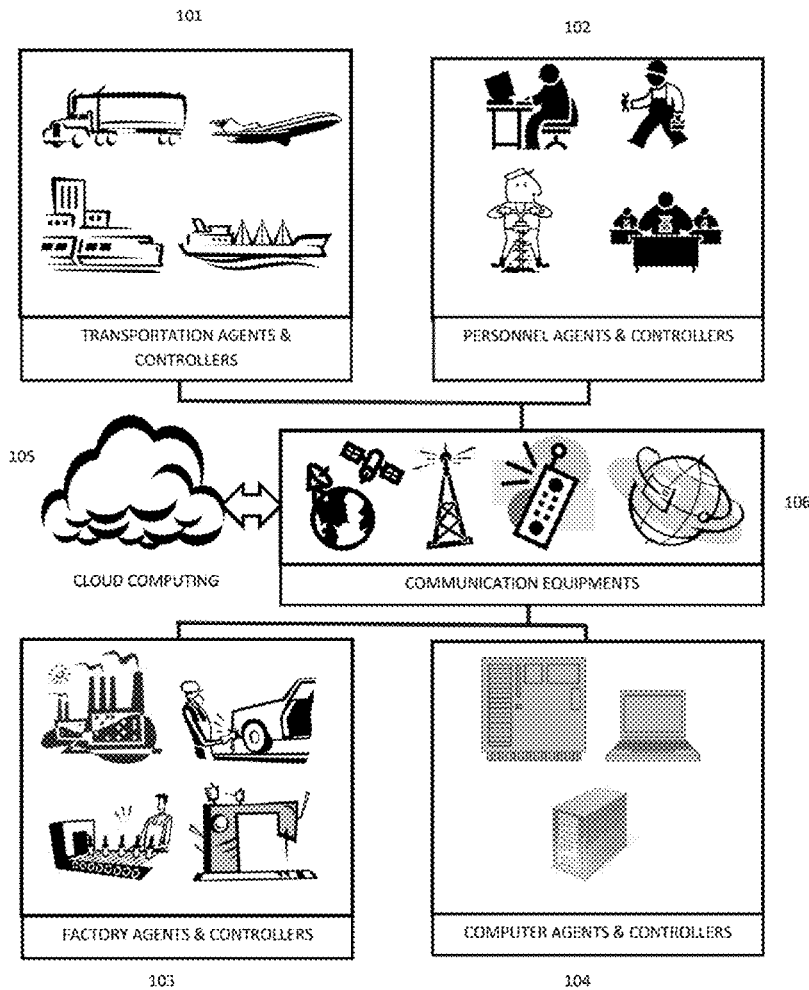 101
102
TRANSPORTATION AGENTS &
CONTROLLERS
PERSONNEL AGENTS & CONTROLLERS
105
106
CLOUD COMPUTING
COMMUNICATION EQUIPMENTS
FACTORY AGENTS & CONTROLLERS
COMPUTER AGENTS & CONTROLLERS
103
104